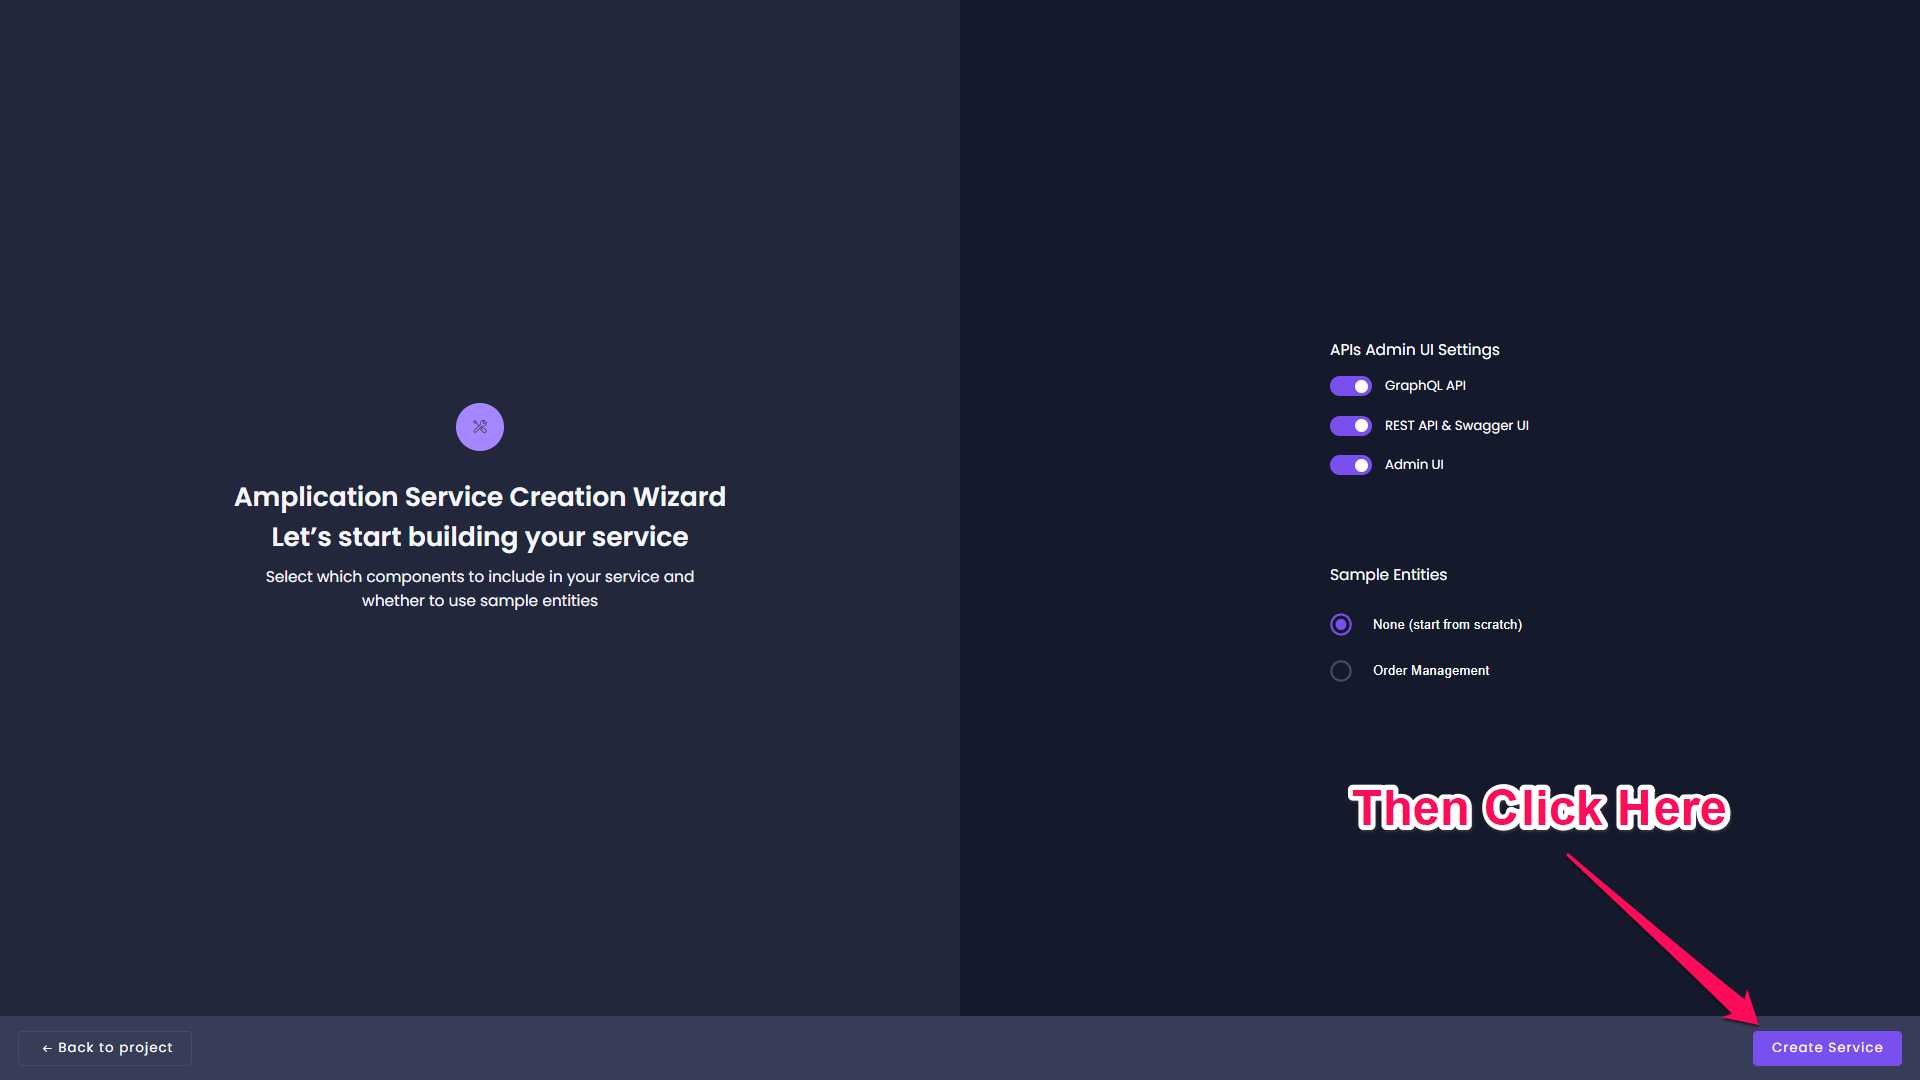 Amplication Service Creation Wizard
Let’s start building your service
Select which components to include in your service and
whether to use sample entities
APIs Admin UI Settings
GraphQL API
REST API & Swagger UI
Admin UI
Sample Entities
None (start from scratch)
Order Management
Then Click Here
← Back to project
Create Service